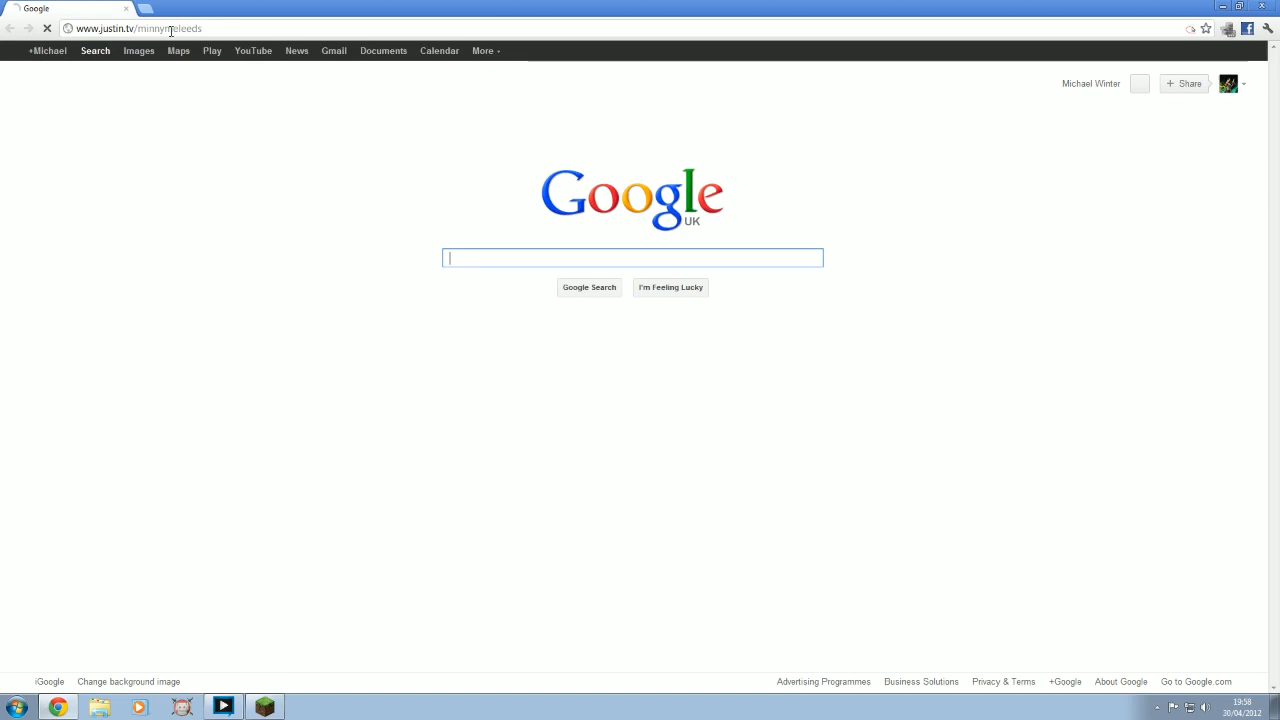 Google
www.justin.tv/minnymeleeds
+Michael Search Images Maps Play YouTube News Gmail Documents Calendar More
Michael Winter + Share
Google
UK
Google Search I'm Feeling Lucky
iGoogle Change background image Advertising Programmes Business Solutions Privacy & Terms +Google About Google Go to Google.com
19:58
30/04/2012